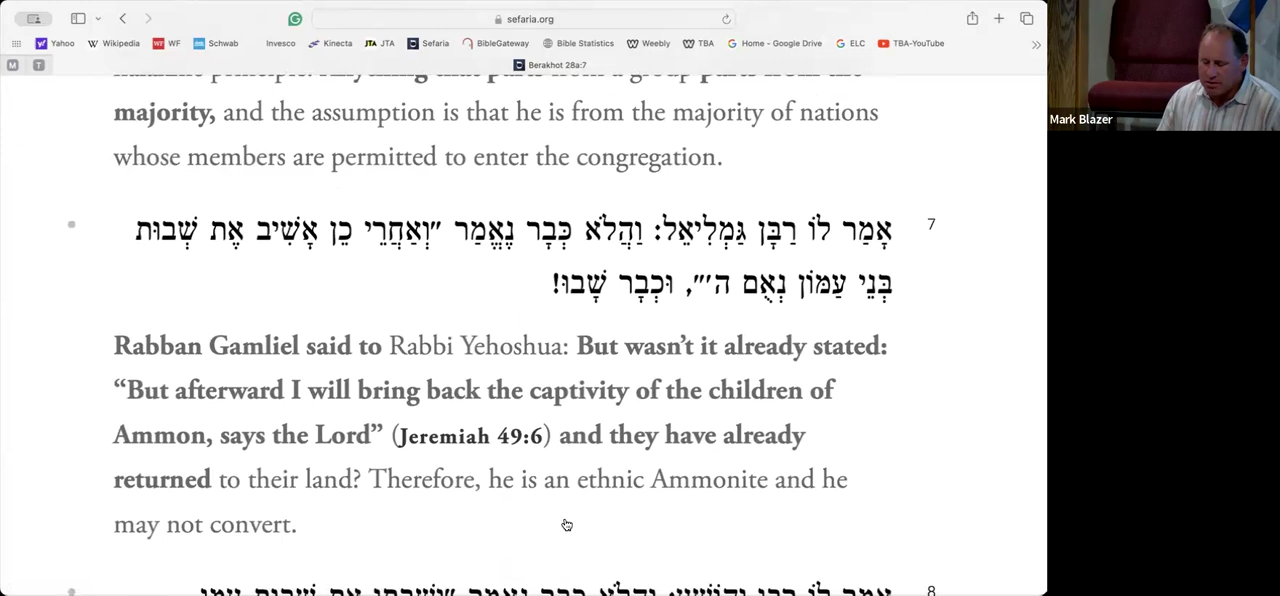 sefaria.org
Yahoo Wikipedia WF Schwab Invesco Kinecta JTA Sefaria BibleGateway Bible Statistics Weebly TBA Home - Google Drive ELC TBA-YouTube
Berakhot 28a:7
majority, and the assumption is that he is from the majority of nations
whose members are permitted to enter the congregation.
7
אָמַר לוֹ רַבָּן גַּמְלִיאֵל: וַהֲלֹא כְּבָר נֶאֱמַר ״וְאַחֲרֵי כֵן אָשִׁיב אֶת שְׁבוּת
בְּנֵי עַמּוֹן נְאֻם ה׳״, וּכְבָר שָׁבוּ!
Rabban Gamliel said to Rabbi Yehoshua: But wasn’t it already stated:
“But afterward I will bring back the captivity of the children of
Ammon, says the Lord” (Jeremiah 49:6) and they have already
returned to their land? Therefore, he is an ethnic Ammonite and he
may not convert.
8
Mark Blazer